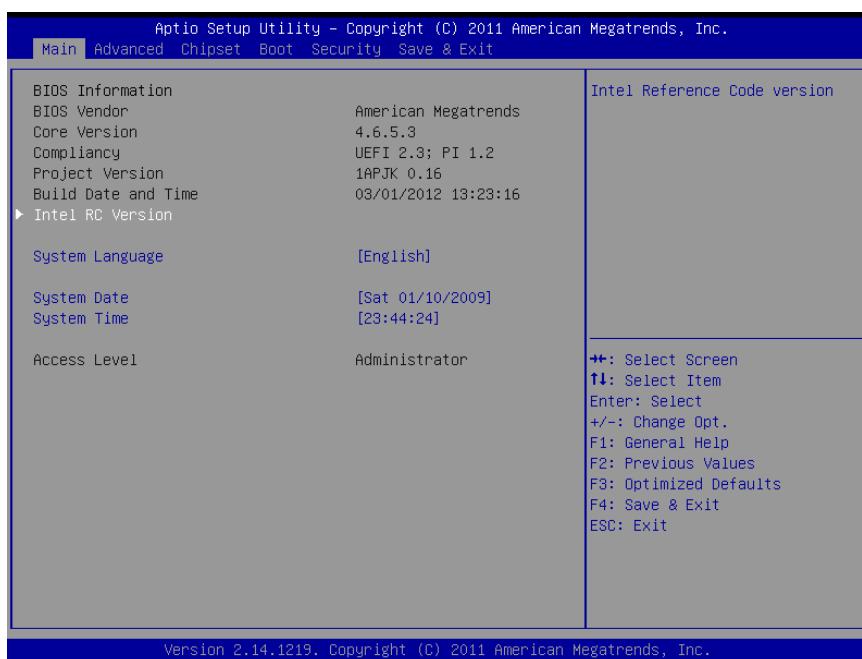 Aptio Setup Utility – Copyright (C) 2011 American Megatrends, Inc.
Main Advanced Chipset Boot Security Save & Exit
BIOS Information
BIOS Vendor American Megatrends
Core Version 4.6.5.3
Compliancy UEFI 2.3; PI 1.2
Project Version 1APJK 0.16
Build Date and Time 03/01/2012 13:23:16
▶ Intel RC Version
System Language [English]
System Date [Sat 01/10/2009]
System Time [23:44:24]
Access Level Administrator
Intel Reference Code version
→←: Select Screen
↑↓: Select Item
Enter: Select
+/-: Change Opt.
F1: General Help
F2: Previous Values
F3: Optimized Defaults
F4: Save & Exit
ESC: Exit
Version 2.14.1219. Copyright (C) 2011 American Megatrends, Inc.